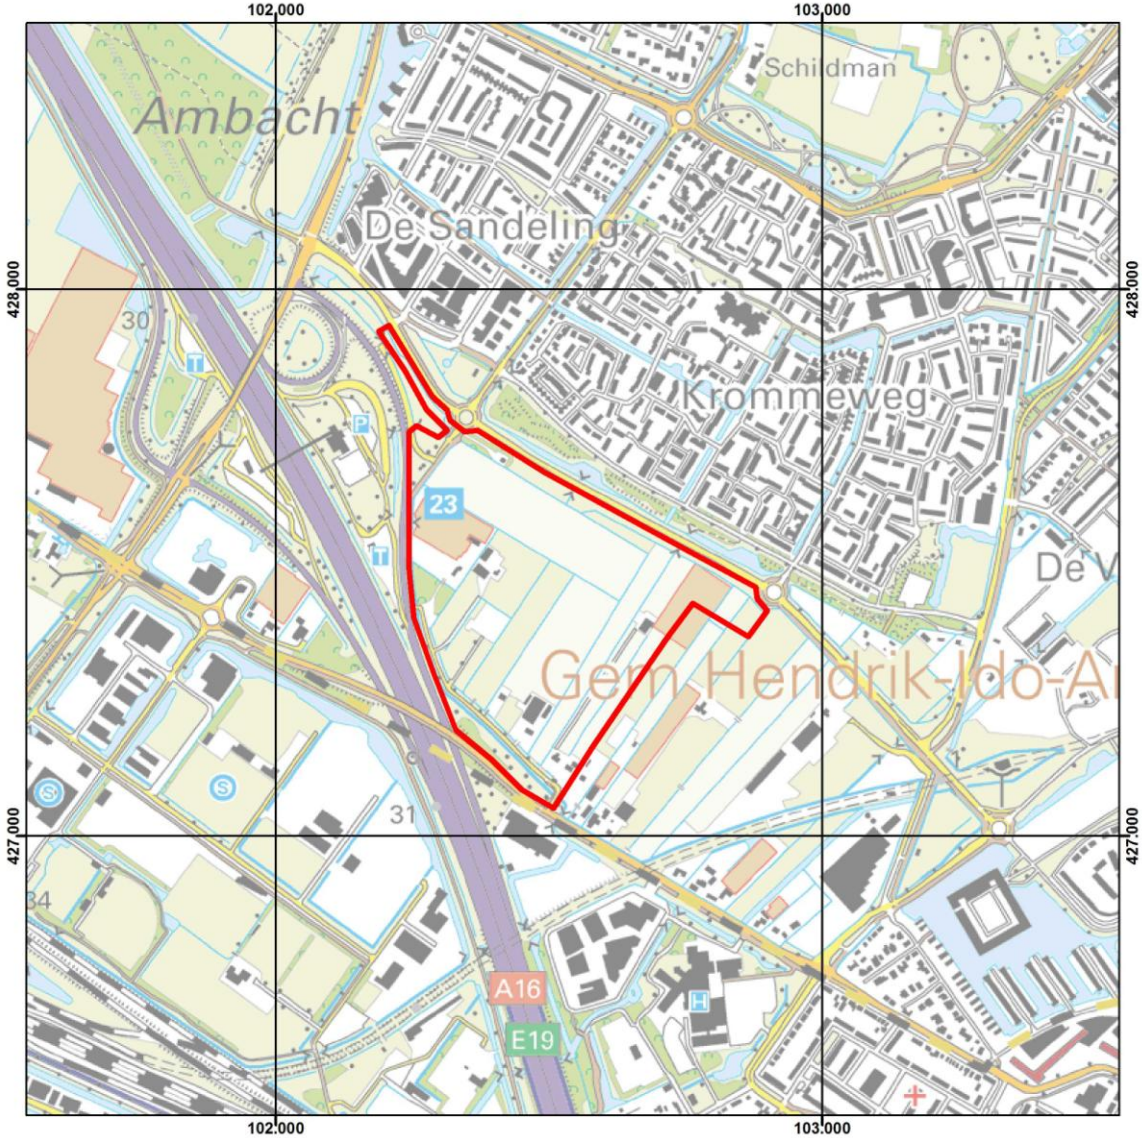 102.000 103.000
Schildman
Ambacht
De Sandeling
428.000 428.000
30
T
Krommeweg
P
23
T
De V
Gem Hendrik-Ido-A
S S
31
427.000 427.000
34
A16
H
E19
102.000 103.000